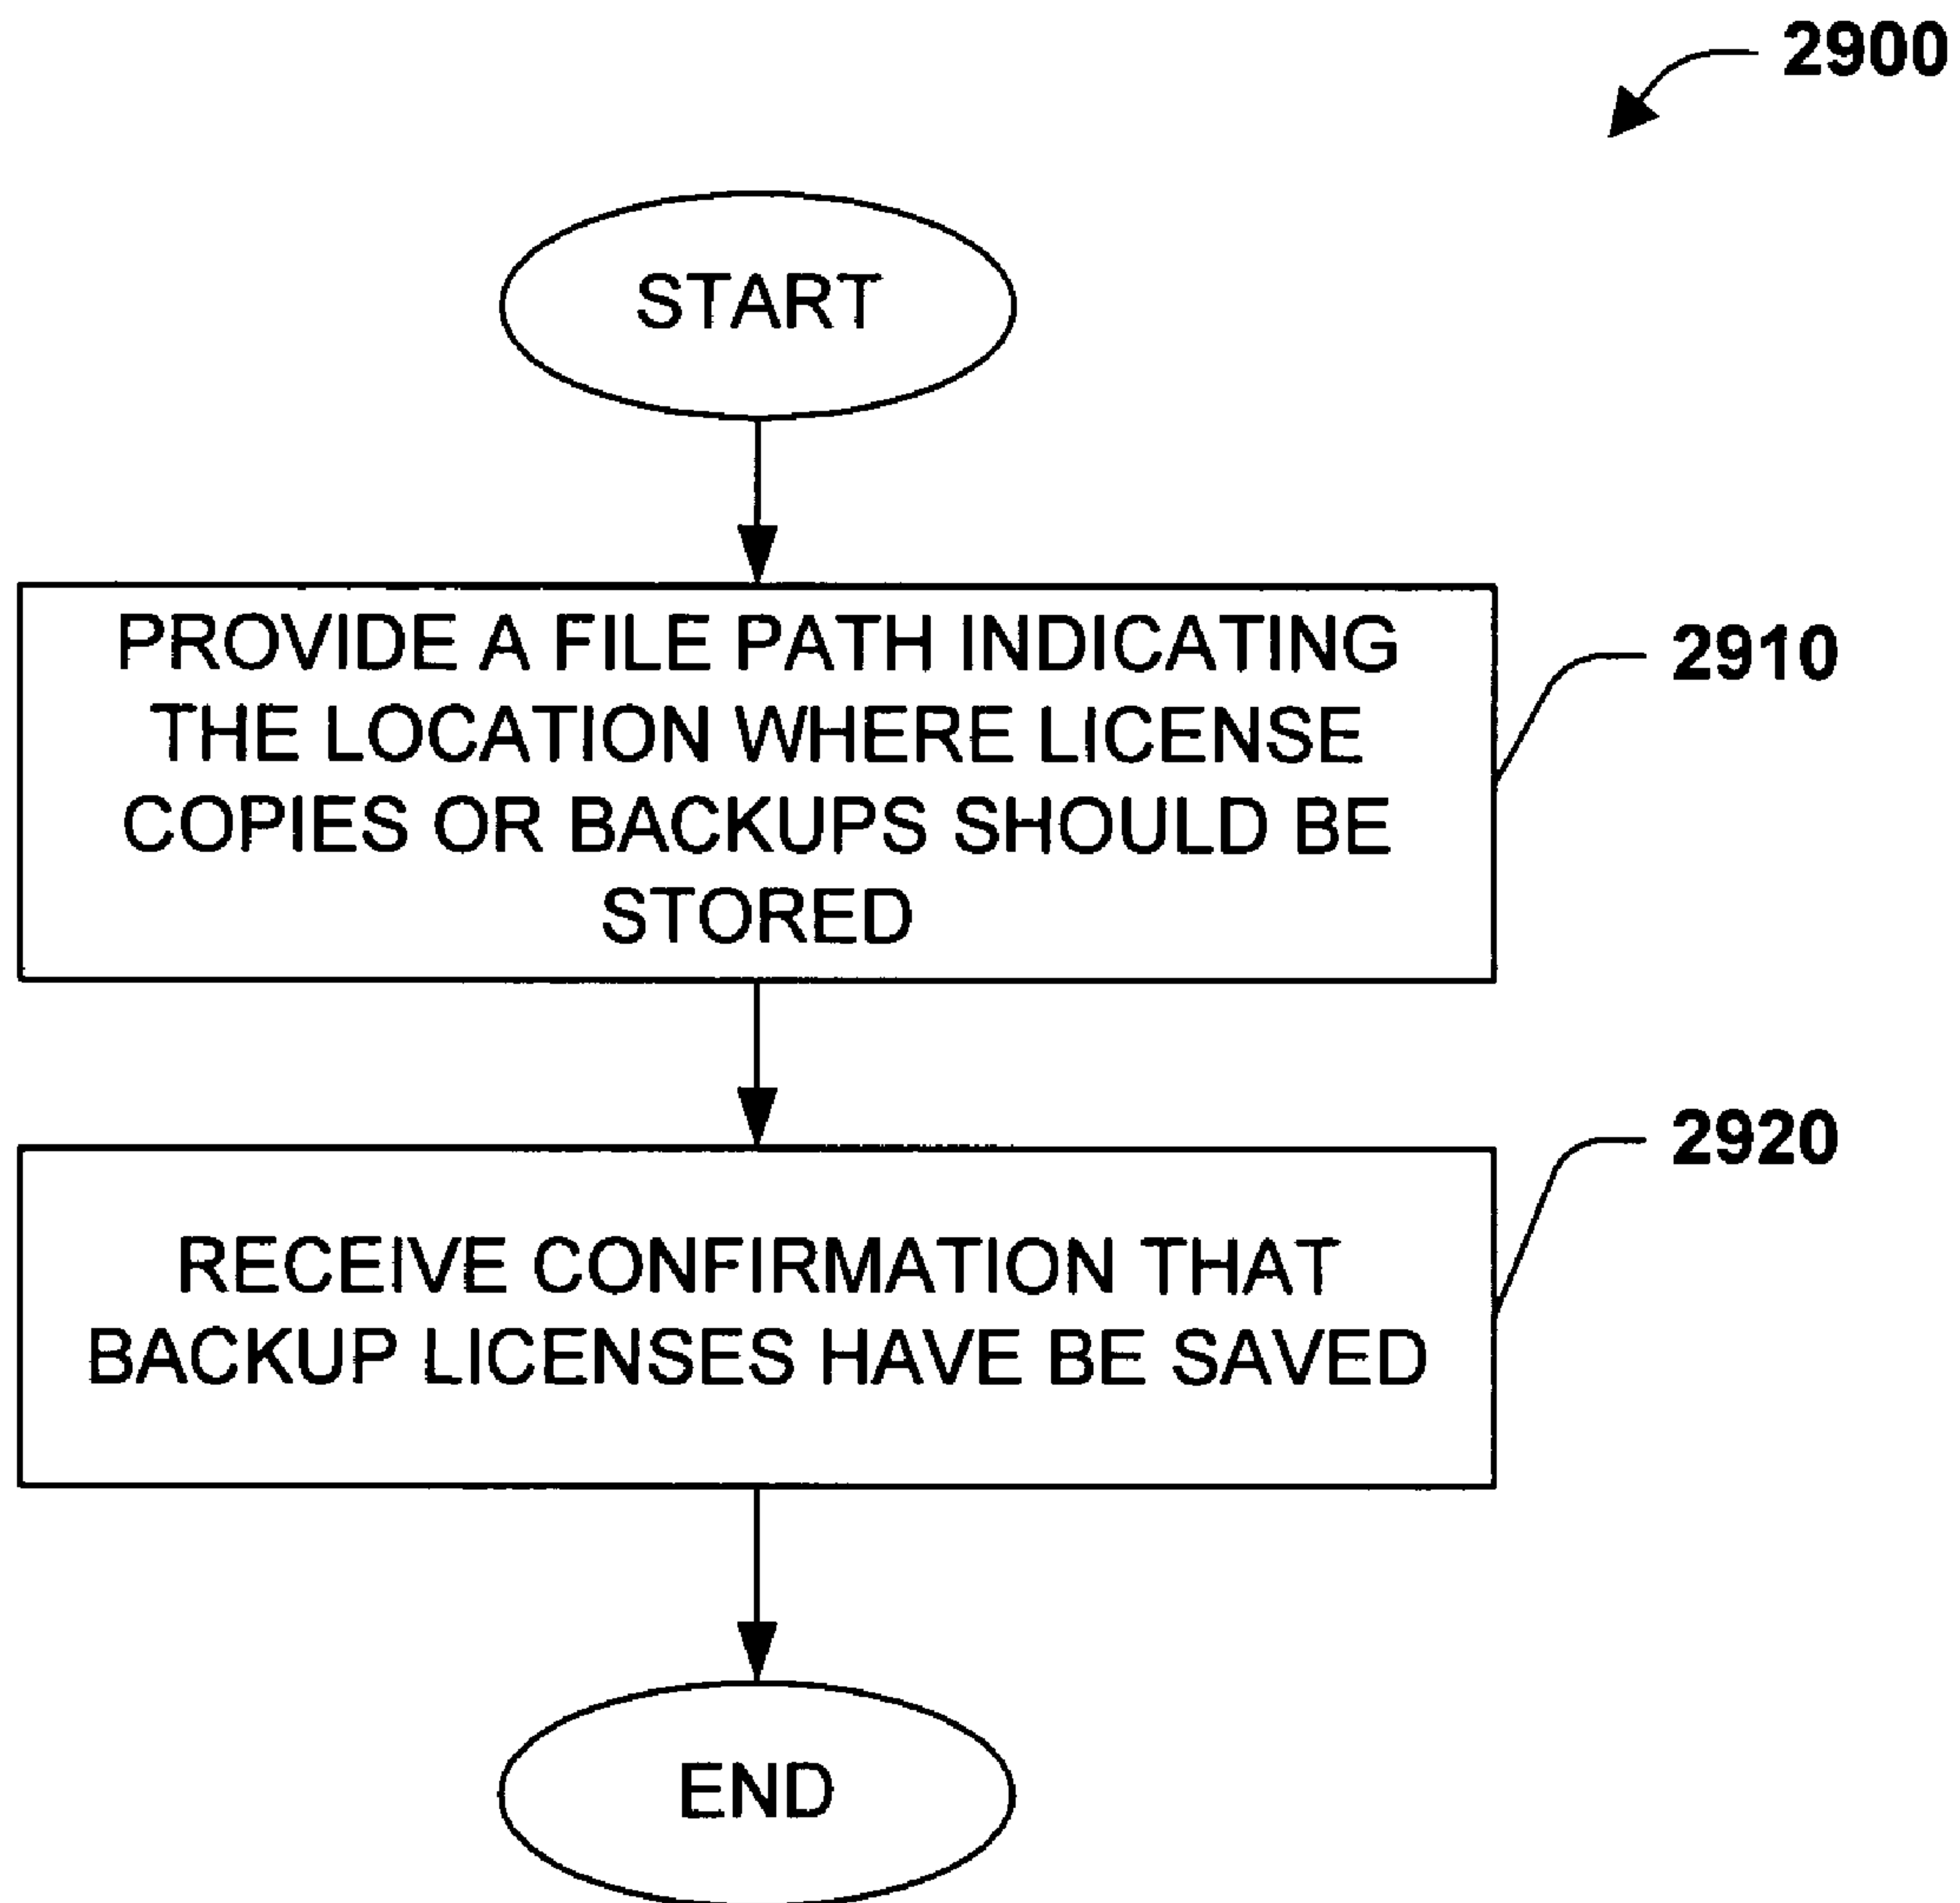 2900
START
PROVIDE A FILE PATH INDICATING
THE LOCATION WHERE LICENSE
COPIES OR BACKUPS SHOULD BE
STORED
2910
RECEIVE CONFIRMATION THAT
BACKUP LICENSES HAVE BE SAVED
2920
END